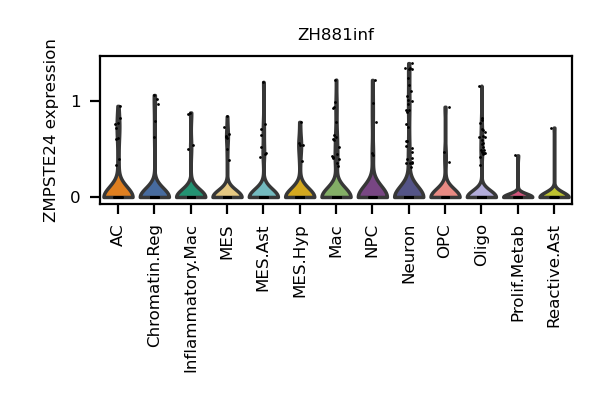 ZH881inf
ZMPSTE24 expression
1
0
AC
Chromatin.Reg
Inflammatory.Mac
MES
MES.Ast
MES.Hyp
Mac
NPC
Neuron
OPC
Oligo
Prolif.Metab
Reactive.Ast